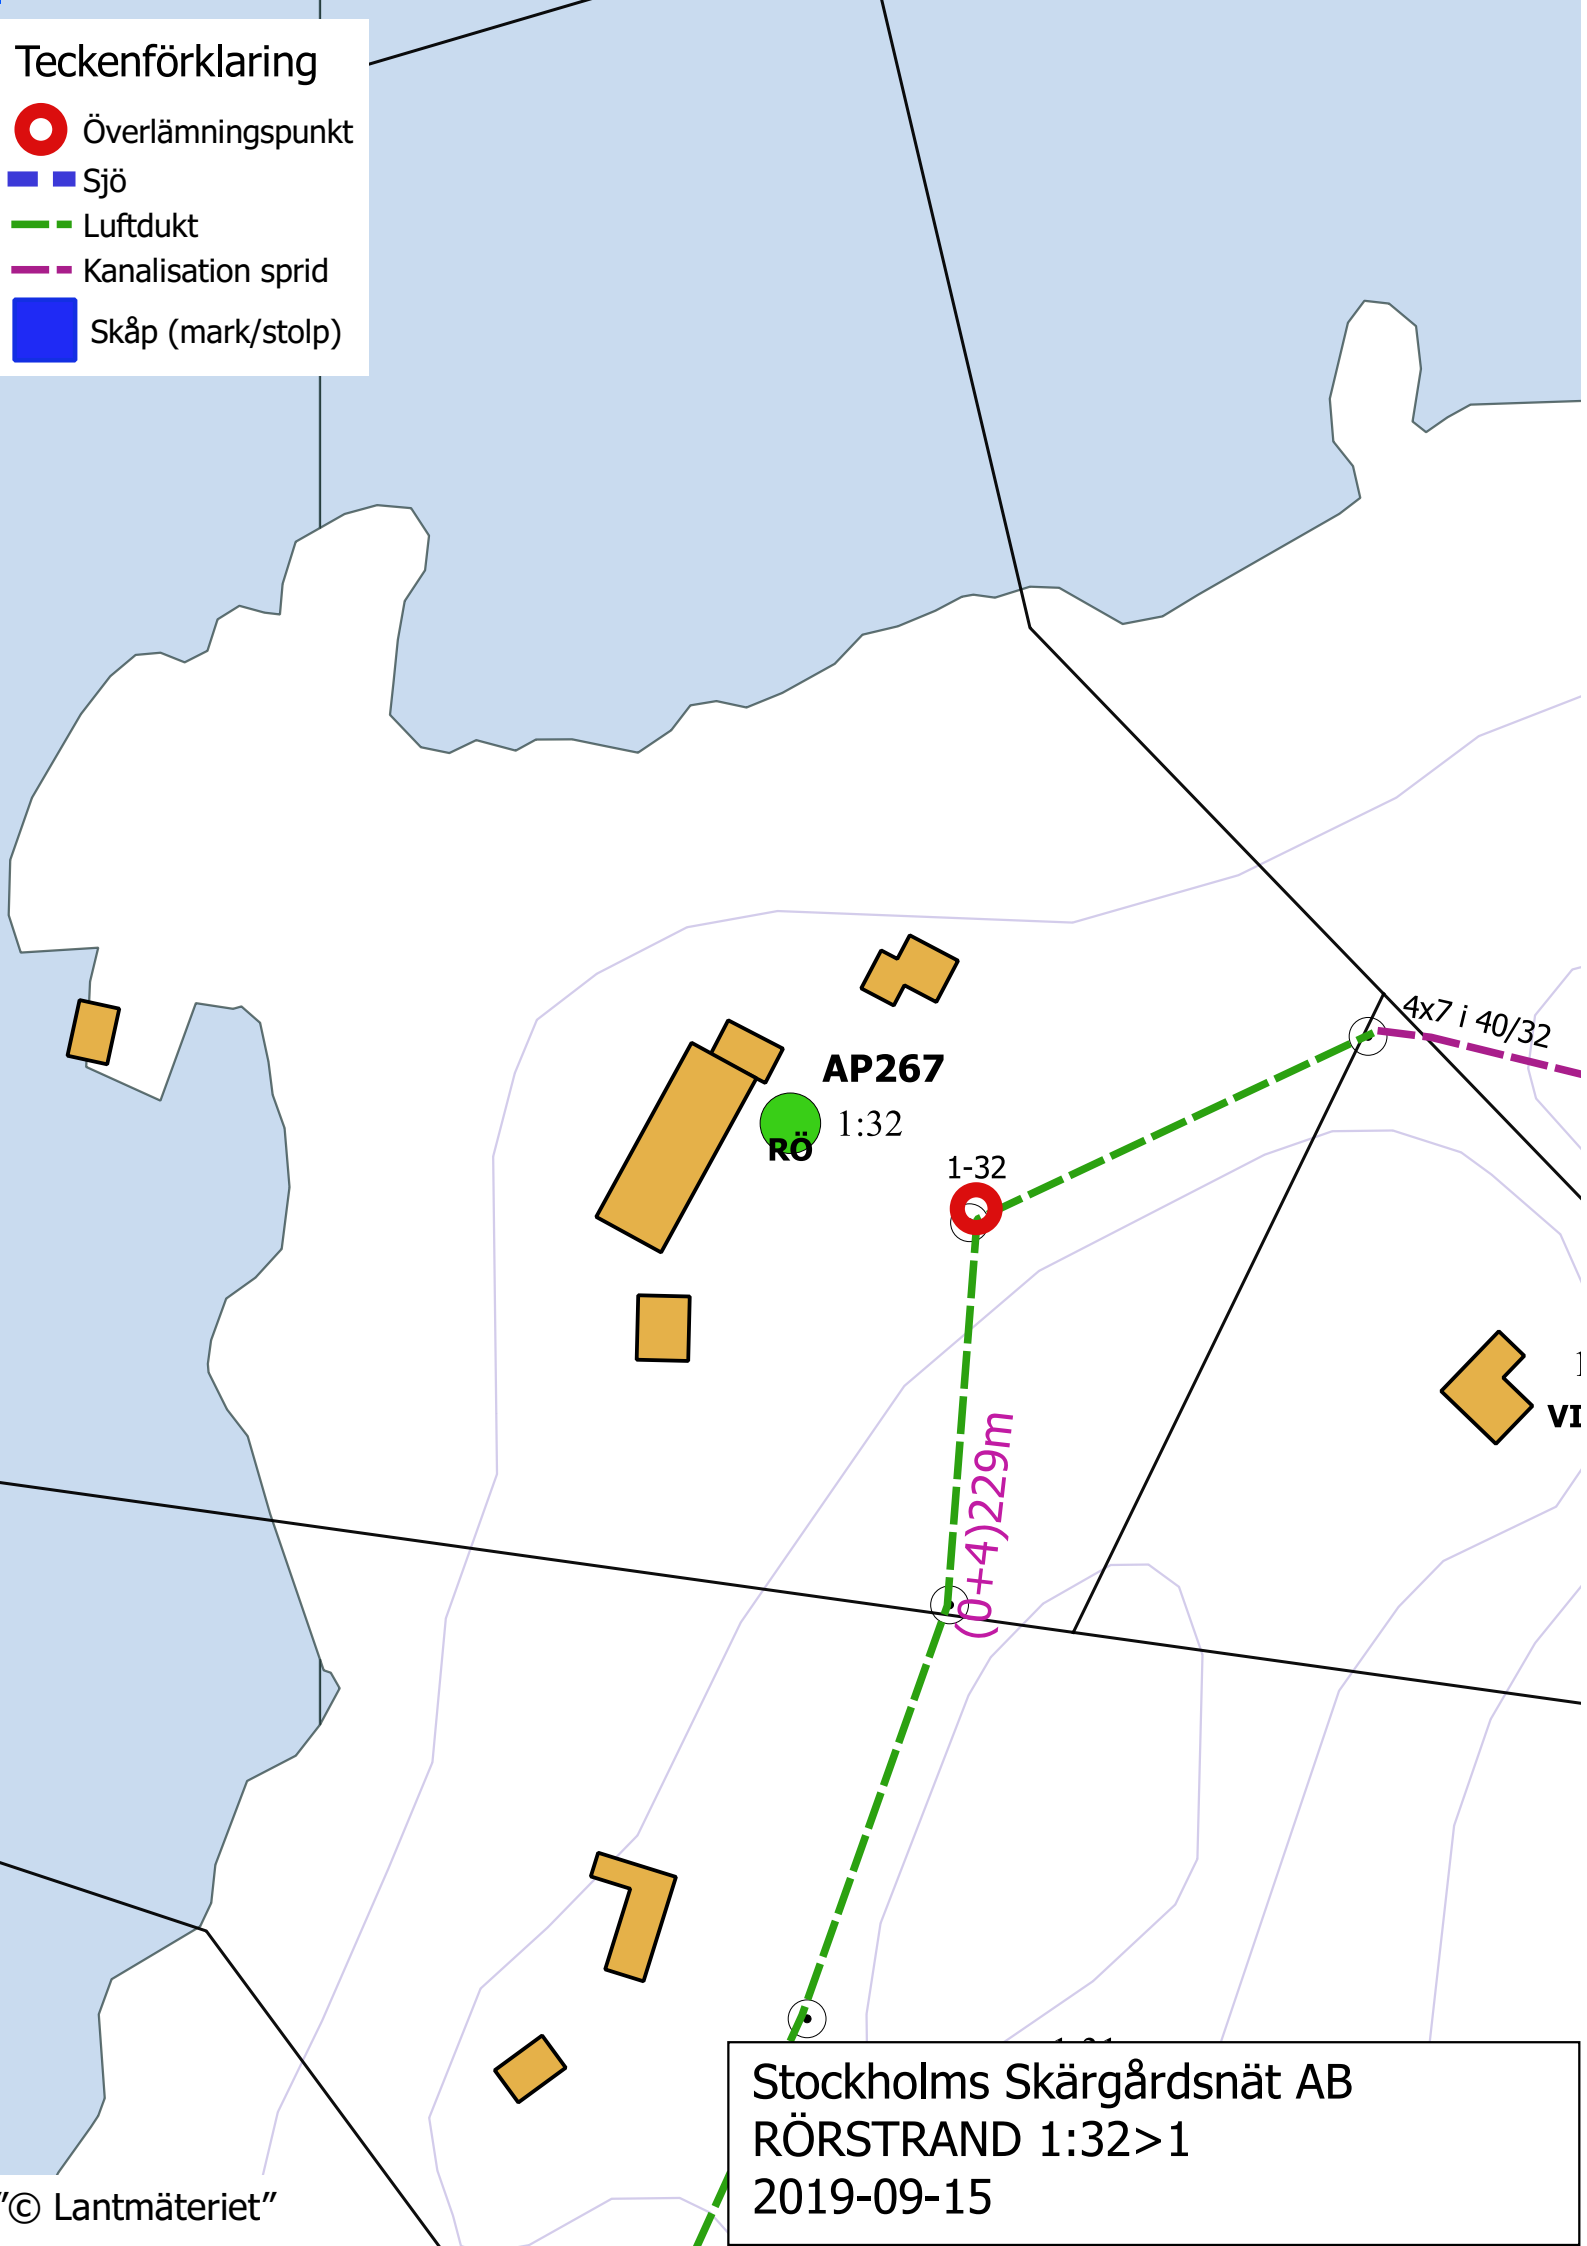 Teckenförklaring
Överlämningspunkt
Sjö
Luftdukt
Kanalisation sprid
Skåp (mark/stolp)
4x7 i 40/32
AP267
1:32
RÖ
1-32
(0+4)229m
VI
Stockholms Skärgårdsnät AB
RÖRSTRAND 1:32>1
2019-09-15
"© Lantmäteriet"